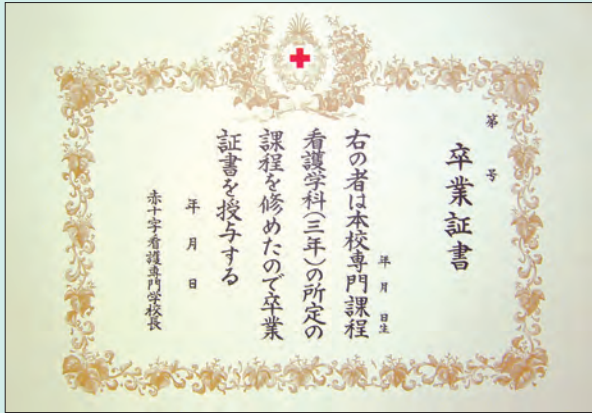 第 号
卒業証書
年 月 日生
右の者は本校専門課程
看護学科(三年)の所定の
課程を修めたので卒業
証書を授与する
年 月 日
赤十字看護専門学校長